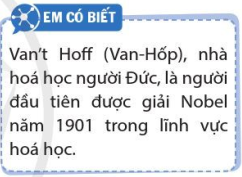 EM CÓ BIẾT
Van't Hoff (Van-Hốp), nhà
hoá học người Đức, là người
đầu tiên được giải Nobel
năm 1901 trong lĩnh vực
hoá học.